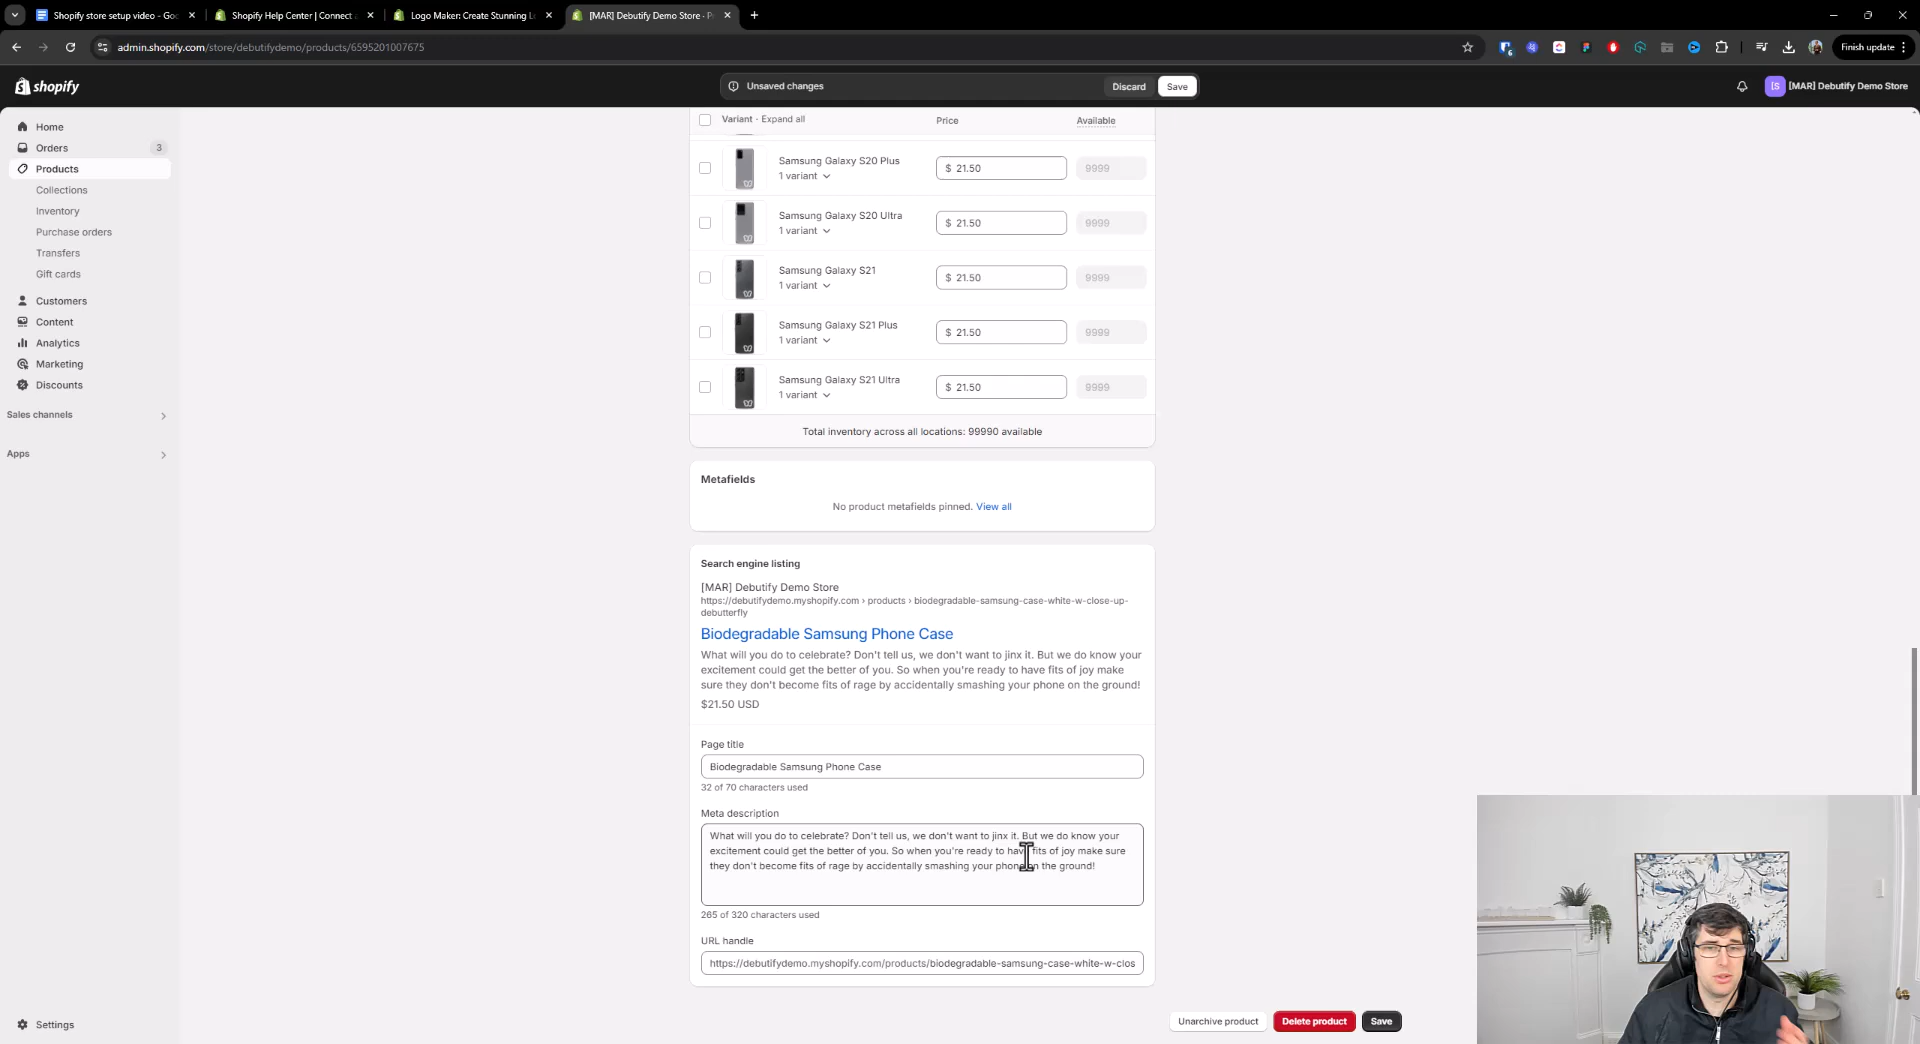 Shopify store setup video - Goo
Shopify Help Center | Connect
Logo Maker: Create Stunning L
[MAR] Debutify Demo Store · P
admin.shopify.com/store/debutifydemo/products/6595201007675
Finish update
shopify
Unsaved changes
Discard
Save
[S
[MAR] Debutify Demo Store
Home
Orders
3
Products
Collections
Inventory
Purchase orders
Transfers
Gift cards
Customers
Content
Analytics
Marketing
Discounts
Sales channels
Apps
Settings
Variant · Expand all
Price
Available
Samsung Galaxy S20 Plus
1 variant
$ 21.50
9999
Samsung Galaxy S20 Ultra
1 variant
$ 21.50
9999
Samsung Galaxy S21
1 variant
$ 21.50
9999
Samsung Galaxy S21 Plus
1 variant
$ 21.50
9999
Samsung Galaxy S21 Ultra
1 variant
$ 21.50
9999
Total inventory across all locations: 99990 available
Metafields
No product metafields pinned. View all
Search engine listing
[MAR] Debutify Demo Store
https://debutifydemo.myshopify.com › products › biodegradable-samsung-case-white-w-close-up-
debutterfly
Biodegradable Samsung Phone Case
What will you do to celebrate? Don't tell us, we don't want to jinx it. But we do know your
excitement could get the better of you. So when you're ready to have fits of joy make
sure they don't become fits of rage by accidentally smashing your phone on the ground!
$21.50 USD
Page title
Biodegradable Samsung Phone Case
32 of 70 characters used
Meta description
What will you do to celebrate? Don't tell us, we don't want to jinx it. But we do know your
excitement could get the better of you. So when you're ready to have fits of joy make sure
they don't become fits of rage by accidentally smashing your phone on the ground!
265 of 320 characters used
URL handle
https://debutifydemo.myshopify.com/products/biodegradable-samsung-case-white-w-clos
Unarchive product
Delete product
Save